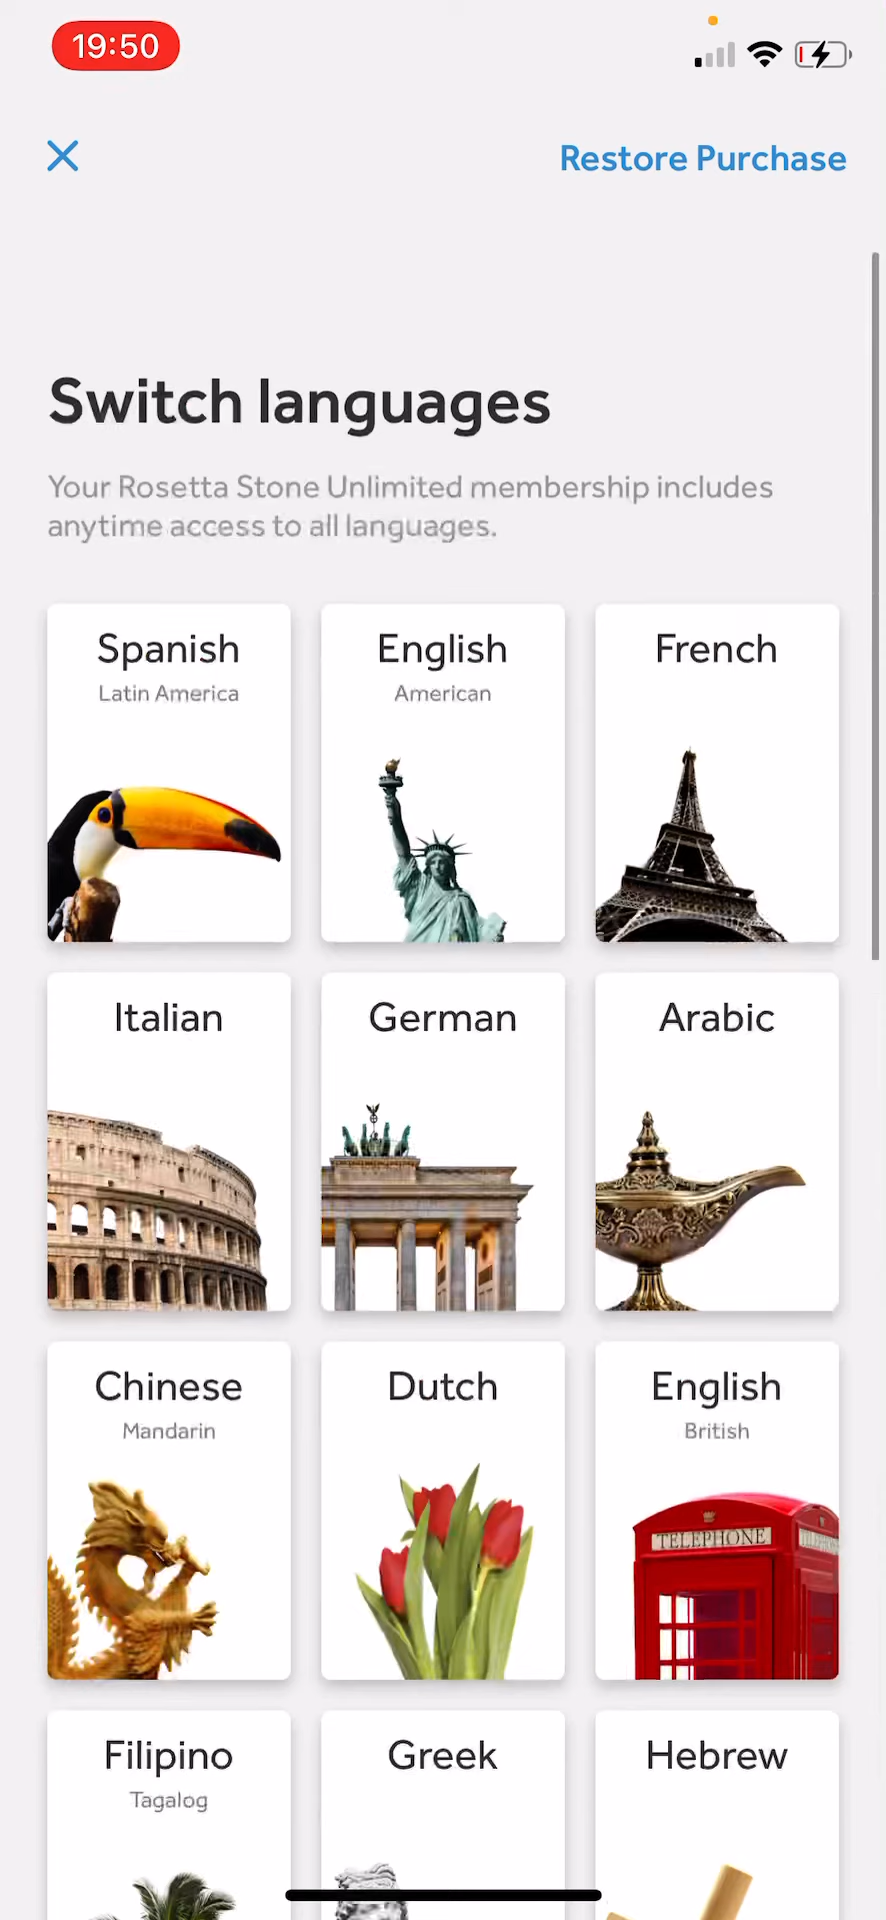 19:50
Restore Purchase
Switch languages
Your Rosetta Stone Unlimited membership includes
anytime access to all languages.
Spanish
Latin America
English
American
French
Italian
German
Arabic
Chinese
Mandarin
Dutch
English
British
TELEPHONE
Filipino
Tagalog
Greek
Hebrew